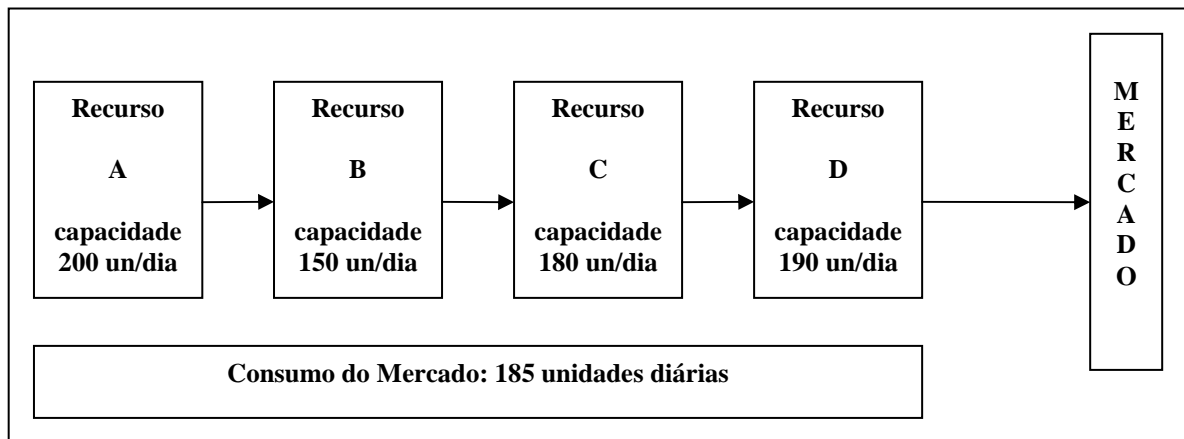 Recurso
A
capacidade
200 un/dia
Recurso
B
capacidade
150 un/dia
Recurso
C
capacidade
180 un/dia
Recurso
D
capacidade
190 un/dia
M
E
R
C
A
D
O
Consumo do Mercado: 185 unidades diárias